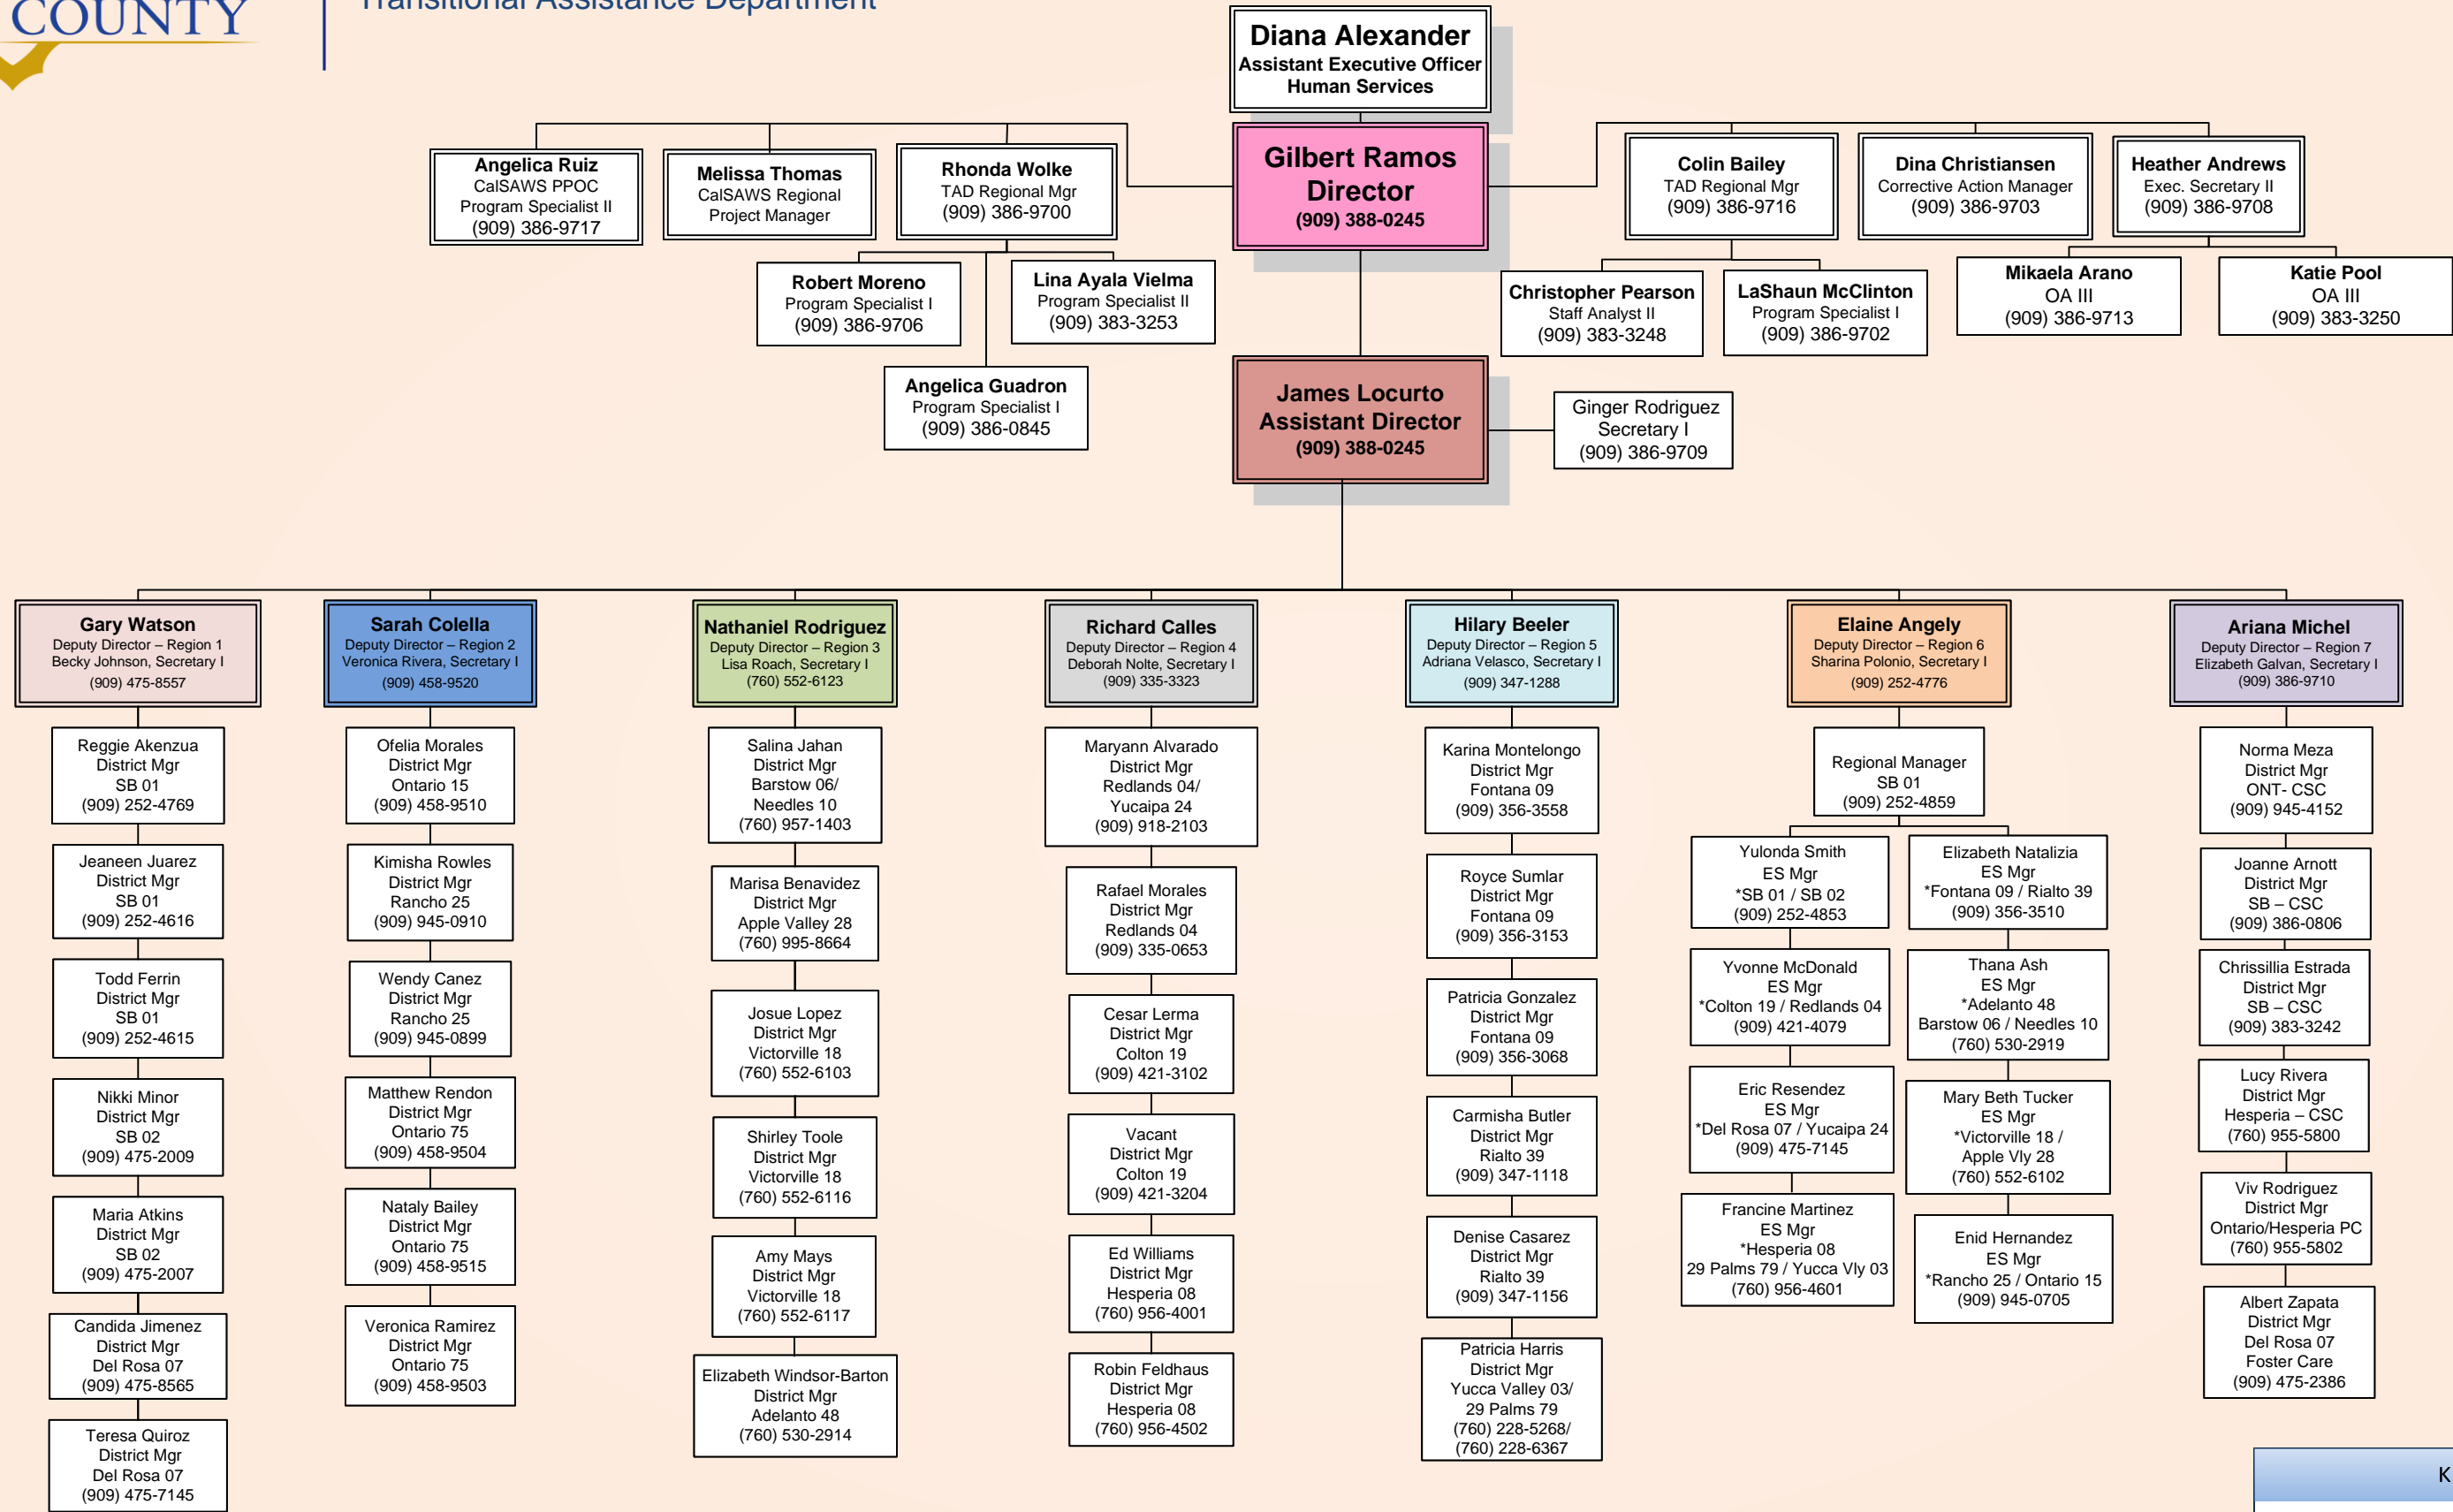 COUNTY
Transitional Assistance Department
Diana Alexander
Assistant Executive Officer
Human Services
Gilbert Ramos
Director
(909) 388-0245
Angelica Ruiz
CalSAWS PPOC
Program Specialist II
(909) 386-9717
Melissa Thomas
CalSAWS Regional
Project Manager
Rhonda Wolke
TAD Regional Mgr
(909) 386-9700
Colin Bailey
TAD Regional Mgr
(909) 386-9716
Dina Christiansen
Corrective Action Manager
(909) 386-9703
Heather Andrews
Exec. Secretary II
(909) 386-9708
Robert Moreno
Program Specialist I
(909) 386-9706
Lina Ayala Vielma
Program Specialist II
(909) 383-3253
Angelica Guadron
Program Specialist I
(909) 386-0845
Christopher Pearson
Staff Analyst II
(909) 383-3248
LaShaun McClinton
Program Specialist I
(909) 386-9702
Mikaela Arano
OA III
(909) 386-9713
Katie Pool
OA III
(909) 383-3250
James Locurto
Assistant Director
(909) 388-0245
Ginger Rodriguez
Secretary I
(909) 386-9709
Gary Watson
Deputy Director – Region 1
Becky Johnson, Secretary I
(909) 475-8557
Reggie Akenzua
District Mgr
SB 01
(909) 252-4769
Jeaneen Juarez
District Mgr
SB 01
(909) 252-4616
Todd Ferrin
District Mgr
SB 01
(909) 252-4615
Nikki Minor
District Mgr
SB 02
(909) 475-2009
Maria Atkins
District Mgr
SB 02
(909) 475-2007
Candida Jimenez
District Mgr
Del Rosa 07
(909) 475-8565
Teresa Quiroz
District Mgr
Del Rosa 07
(909) 475-7145
Sarah Colella
Deputy Director – Region 2
Veronica Rivera, Secretary I
(909) 458-9520
Ofelia Morales
District Mgr
Ontario 15
(909) 458-9510
Kimisha Rowles
District Mgr
Rancho 25
(909) 945-0910
Wendy Canez
District Mgr
Rancho 25
(909) 945-0899
Matthew Rendon
District Mgr
Ontario 75
(909) 458-9504
Nataly Bailey
District Mgr
Ontario 75
(909) 458-9515
Veronica Ramirez
District Mgr
Ontario 75
(909) 458-9503
Nathaniel Rodriguez
Deputy Director – Region 3
Lisa Roach, Secretary I
(760) 552-6123
Salina Jahan
District Mgr
Barstow 06/
Needles 10
(760) 957-1403
Marisa Benavidez
District Mgr
Apple Valley 28
(760) 995-8664
Josue Lopez
District Mgr
Victorville 18
(760) 552-6103
Shirley Toole
District Mgr
Victorville 18
(760) 552-6116
Amy Mays
District Mgr
Victorville 18
(760) 552-6117
Elizabeth Windsor-Barton
District Mgr
Adelanto 48
(760) 530-2914
Richard Calles
Deputy Director – Region 4
Deborah Nolte, Secretary I
(909) 335-3323
Maryann Alvarado
District Mgr
Redlands 04/
Yucaipa 24
(909) 918-2103
Rafael Morales
District Mgr
Redlands 04
(909) 335-0653
Cesar Lerma
District Mgr
Colton 19
(909) 421-3102
Vacant
District Mgr
Colton 19
(909) 421-3204
Ed Williams
District Mgr
Hesperia 08
(760) 956-4001
Robin Feldhaus
District Mgr
Hesperia 08
(760) 956-4502
Hilary Beeler
Deputy Director – Region 5
Adriana Velasco, Secretary I
(909) 347-1288
Karina Montelongo
District Mgr
Fontana 09
(909) 356-3558
Royce Sumlar
District Mgr
Fontana 09
(909) 356-3153
Patricia Gonzalez
District Mgr
Fontana 09
(909) 356-3068
Carmisha Butler
District Mgr
Rialto 39
(909) 347-1118
Denise Casarez
District Mgr
Rialto 39
(909) 347-1156
Patricia Harris
District Mgr
Yucca Valley 03/
29 Palms 79
(760) 228-5268/
(760) 228-6367
Elaine Angely
Deputy Director – Region 6
Sharina Polonio, Secretary I
(909) 252-4776
Regional Manager
SB 01
(909) 252-4859
Yulonda Smith
ES Mgr
*SB 01 / SB 02
(909) 252-4853
Yvonne McDonald
ES Mgr
*Colton 19 / Redlands 04
(909) 421-4079
Eric Resendez
ES Mgr
*Del Rosa 07 / Yucaipa 24
(909) 475-7145
Francine Martinez
ES Mgr
*Hesperia 08
29 Palms 79 / Yucca Vly 03
(760) 956-4601
Elizabeth Natalizia
ES Mgr
*Fontana 09 / Rialto 39
(909) 356-3510
Thana Ash
ES Mgr
*Adelanto 48
Barstow 06 / Needles 10
(760) 530-2919
Mary Beth Tucker
ES Mgr
*Victorville 18 /
Apple Vly 28
(760) 552-6102
Enid Hernandez
ES Mgr
*Rancho 25 / Ontario 15
(909) 945-0705
Ariana Michel
Deputy Director – Region 7
Elizabeth Galvan, Secretary I
(909) 386-9710
Norma Meza
District Mgr
ONT- CSC
(909) 945-4152
Joanne Arnott
District Mgr
SB – CSC
(909) 386-0806
Chrissillia Estrada
District Mgr
SB – CSC
(909) 383-3242
Lucy Rivera
District Mgr
Hesperia – CSC
(760) 955-5800
Viv Rodriguez
District Mgr
Ontario/Hesperia PC
(760) 955-5802
Albert Zapata
District Mgr
Del Rosa 07
Foster Care
(909) 475-2386
K